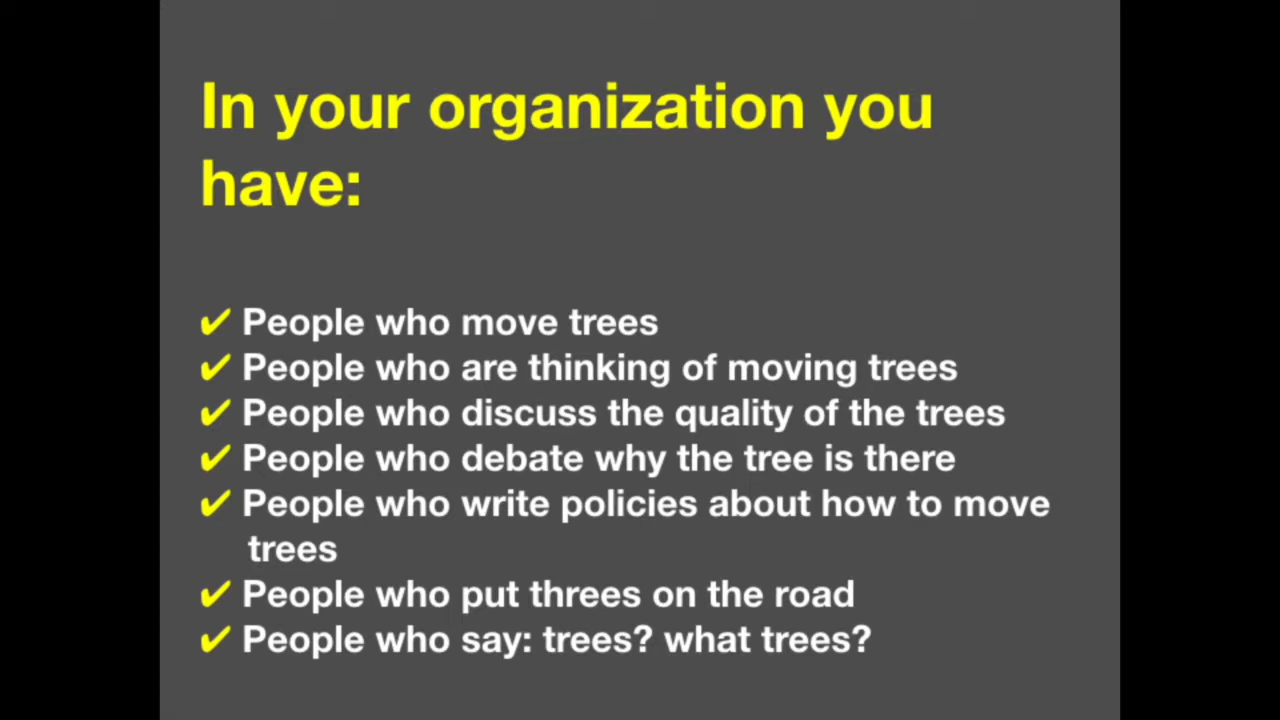 In your organization you
have:
✔ People who move trees
✔ People who are thinking of moving trees
✔ People who discuss the quality of the trees
✔ People who debate why the tree is there
✔ People who write policies about how to move
trees
✔ People who put threes on the road
✔ People who say: trees? what trees?